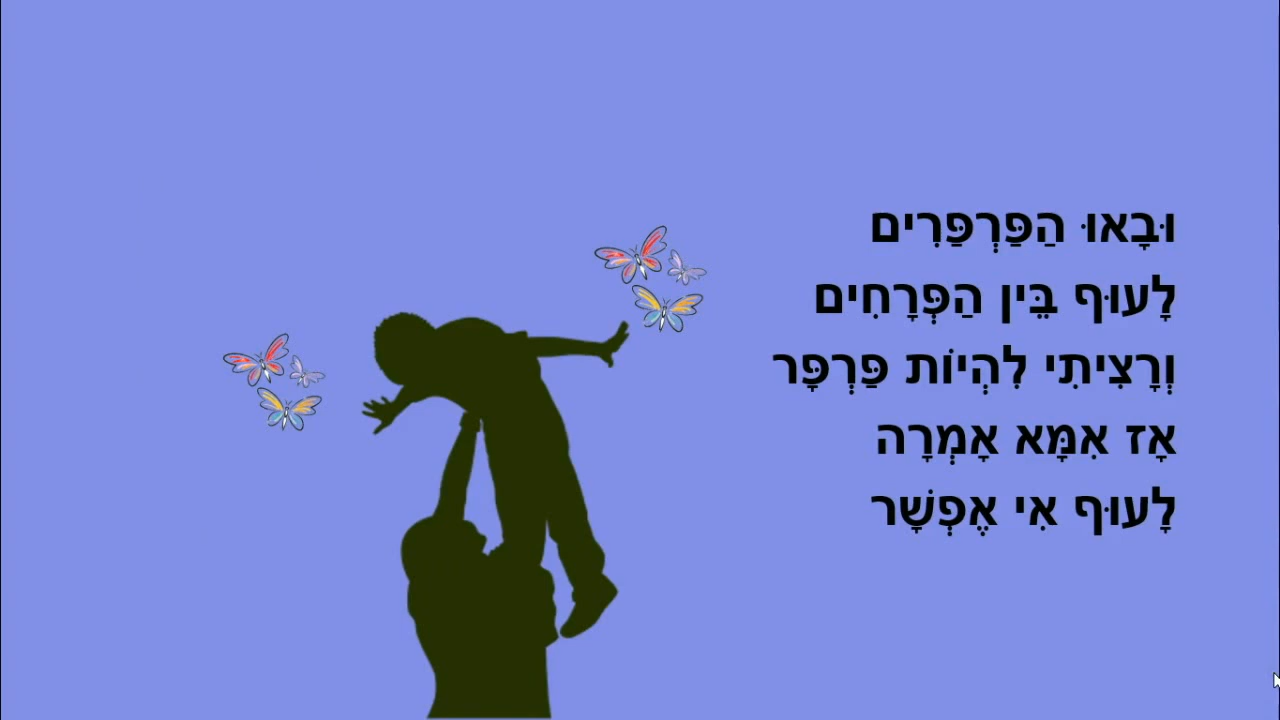 וּבָאוּ הַפַּרְפַּרִים
לָעוּף בֵּין הַפְּרָחִים
וְרָצִיתִי לִהְיוֹת פַּרְפָּר
אָז אִמָּא אָמְרָה
לָעוּף אִי אֶפְשָׁר